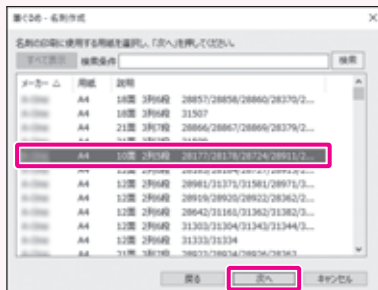 筆ぐるめ - 名刺作成
名刺の印刷に使用する用紙を選択し、「次へ」を押してください。
すべて表示 検索条件 検索
メーカー △ 用紙 説明
A4 18面 3列6段 28857/28858/28860/28370/2...
A4 18面 3列6段 31507
A4 21面 3列7段 28866/28867/28869/28379/2...
A4 10面 2列5段 28177/28178/28724/28911/2...
A4 12面 2列6段 28981/31371/31581/28971/3...
A4 12面 2列6段 28919/28920/28922/28362/2...
A4 12面 2列6段 28642/31161/31362/31382/3...
A4 12面 2列6段 31303/31304/31343/31344/3...
A4 12面 2列6段 31333/31334
戻る 次へ キャンセル